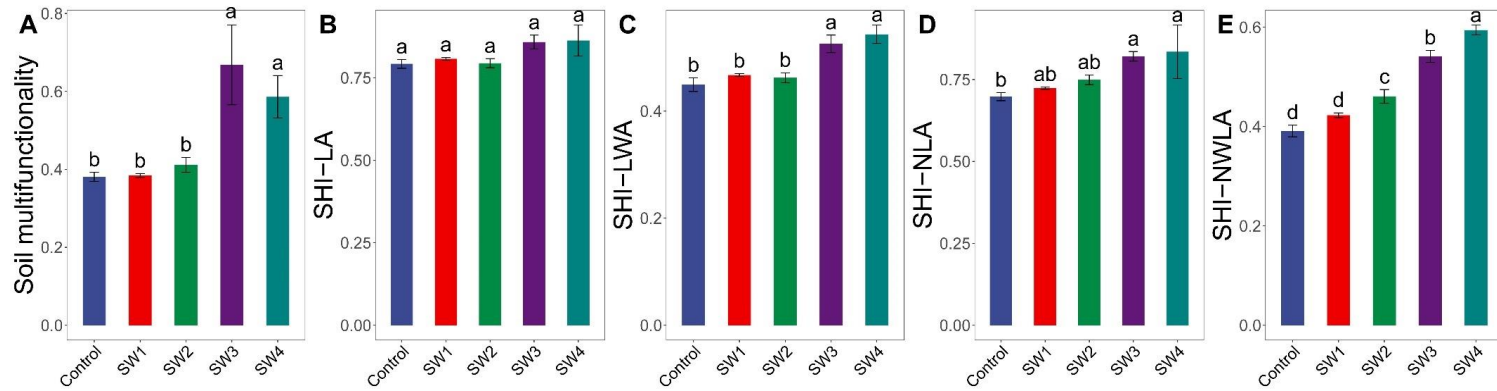 A
Soil multifunctionality
0.8
0.6
0.4
0.2
0.0
b
b
b
a
a
Control
SW1
SW2
SW3
SW4
B
SHI−LA
0.75
0.50
0.25
0.00
a
a
a
a
a
Control
SW1
SW2
SW3
SW4
C
SHI−LWA
0.4
0.2
0.0
b
b
b
a
a
Control
SW1
SW2
SW3
SW4
D
SHI−NLA
0.75
0.50
0.25
0.00
b
ab
ab
a
a
Control
SW1
SW2
SW3
SW4
E
SHI−NWLA
0.6
0.4
0.2
0.0
d
d
c
b
a
Control
SW1
SW2
SW3
SW4